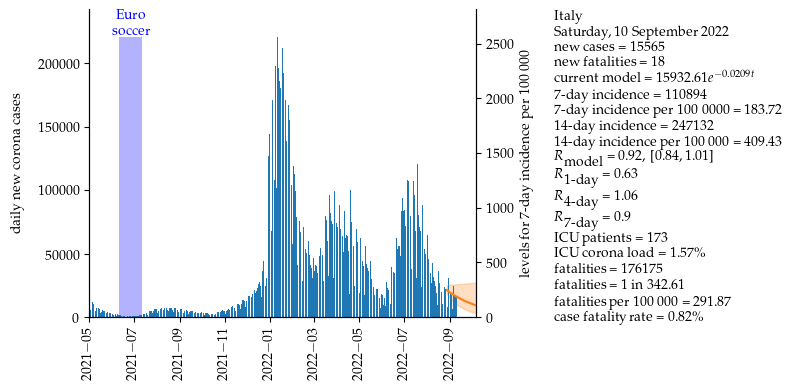 Euro
soccer
daily new corona cases
0
50000
100000
150000
200000
2021−05
2021−07
2021−09
2021−11
2022−01
2022−03
2022−05
2022−07
2022−09
0
500
1000
1500
2000
2500
levels for 7-day incidence per 100 000
Italy
Saturday, 10 September 2022
new cases = 15565
new fatalities = 18
current model = 15932.61e^{−0.0209t}
7-day incidence = 110894
7-day incidence per 100 0000 = 183.72
14-day incidence = 247132
14-day incidence per 100 0000 = 409.43
R_model = 0.92, [0.84, 1.01]
R_1-day = 0.63
R_4-day = 1.06
R_7-day = 0.9
ICU patients = 173
ICU corona load = 1.57%
fatalities = 176175
fatalities = 1 in 342.61
fatalities per 100 000 = 291.87
case fatality rate = 0.82%